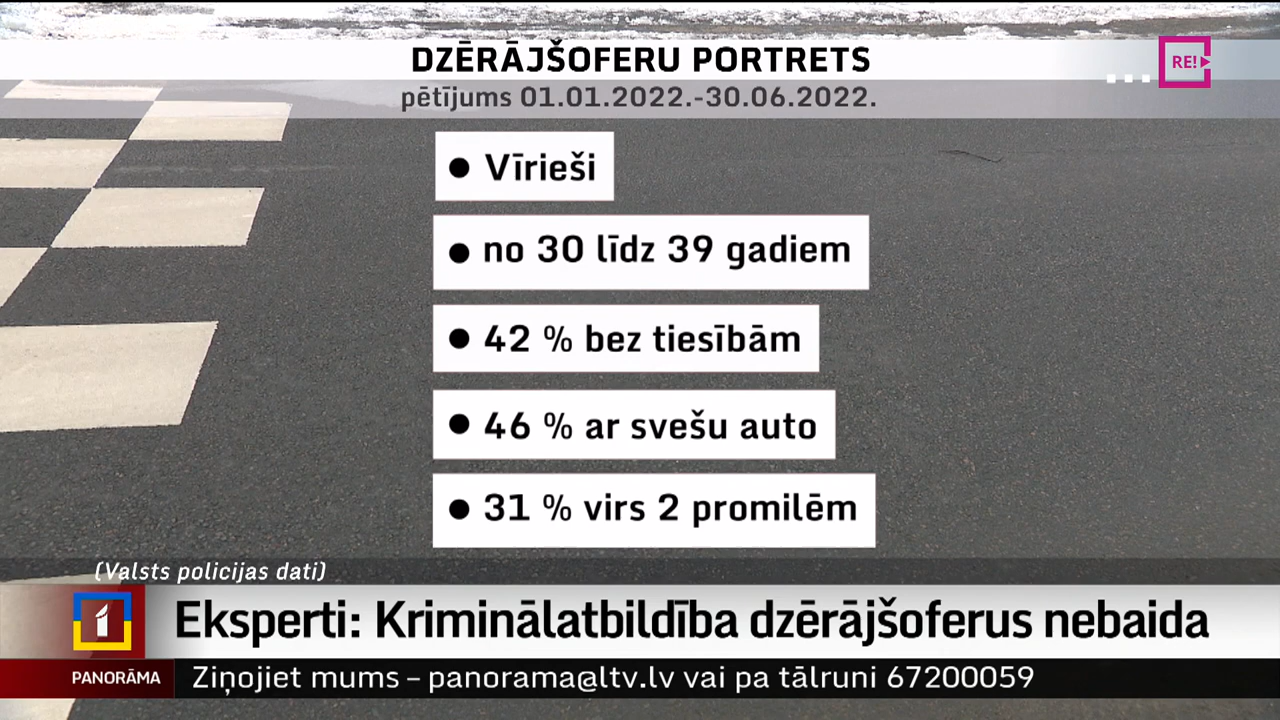 DZĒRĀJŠOFERU PORTRETS
RE!
pētījums 01.01.2022.-30.06.2022.
● Vīrieši
● no 30 līdz 39 gadiem
● 42 % bez tiesībām
● 46 % ar svešu auto
● 31 % virs 2 promilēm
(Valsts policijas dati)
1
Eksperti: Kriminālatbildība dzērājšoferus nebaida
PANORĀMA
Ziņojiet mums – panorama@ltv.lv vai pa tālruni 67200059